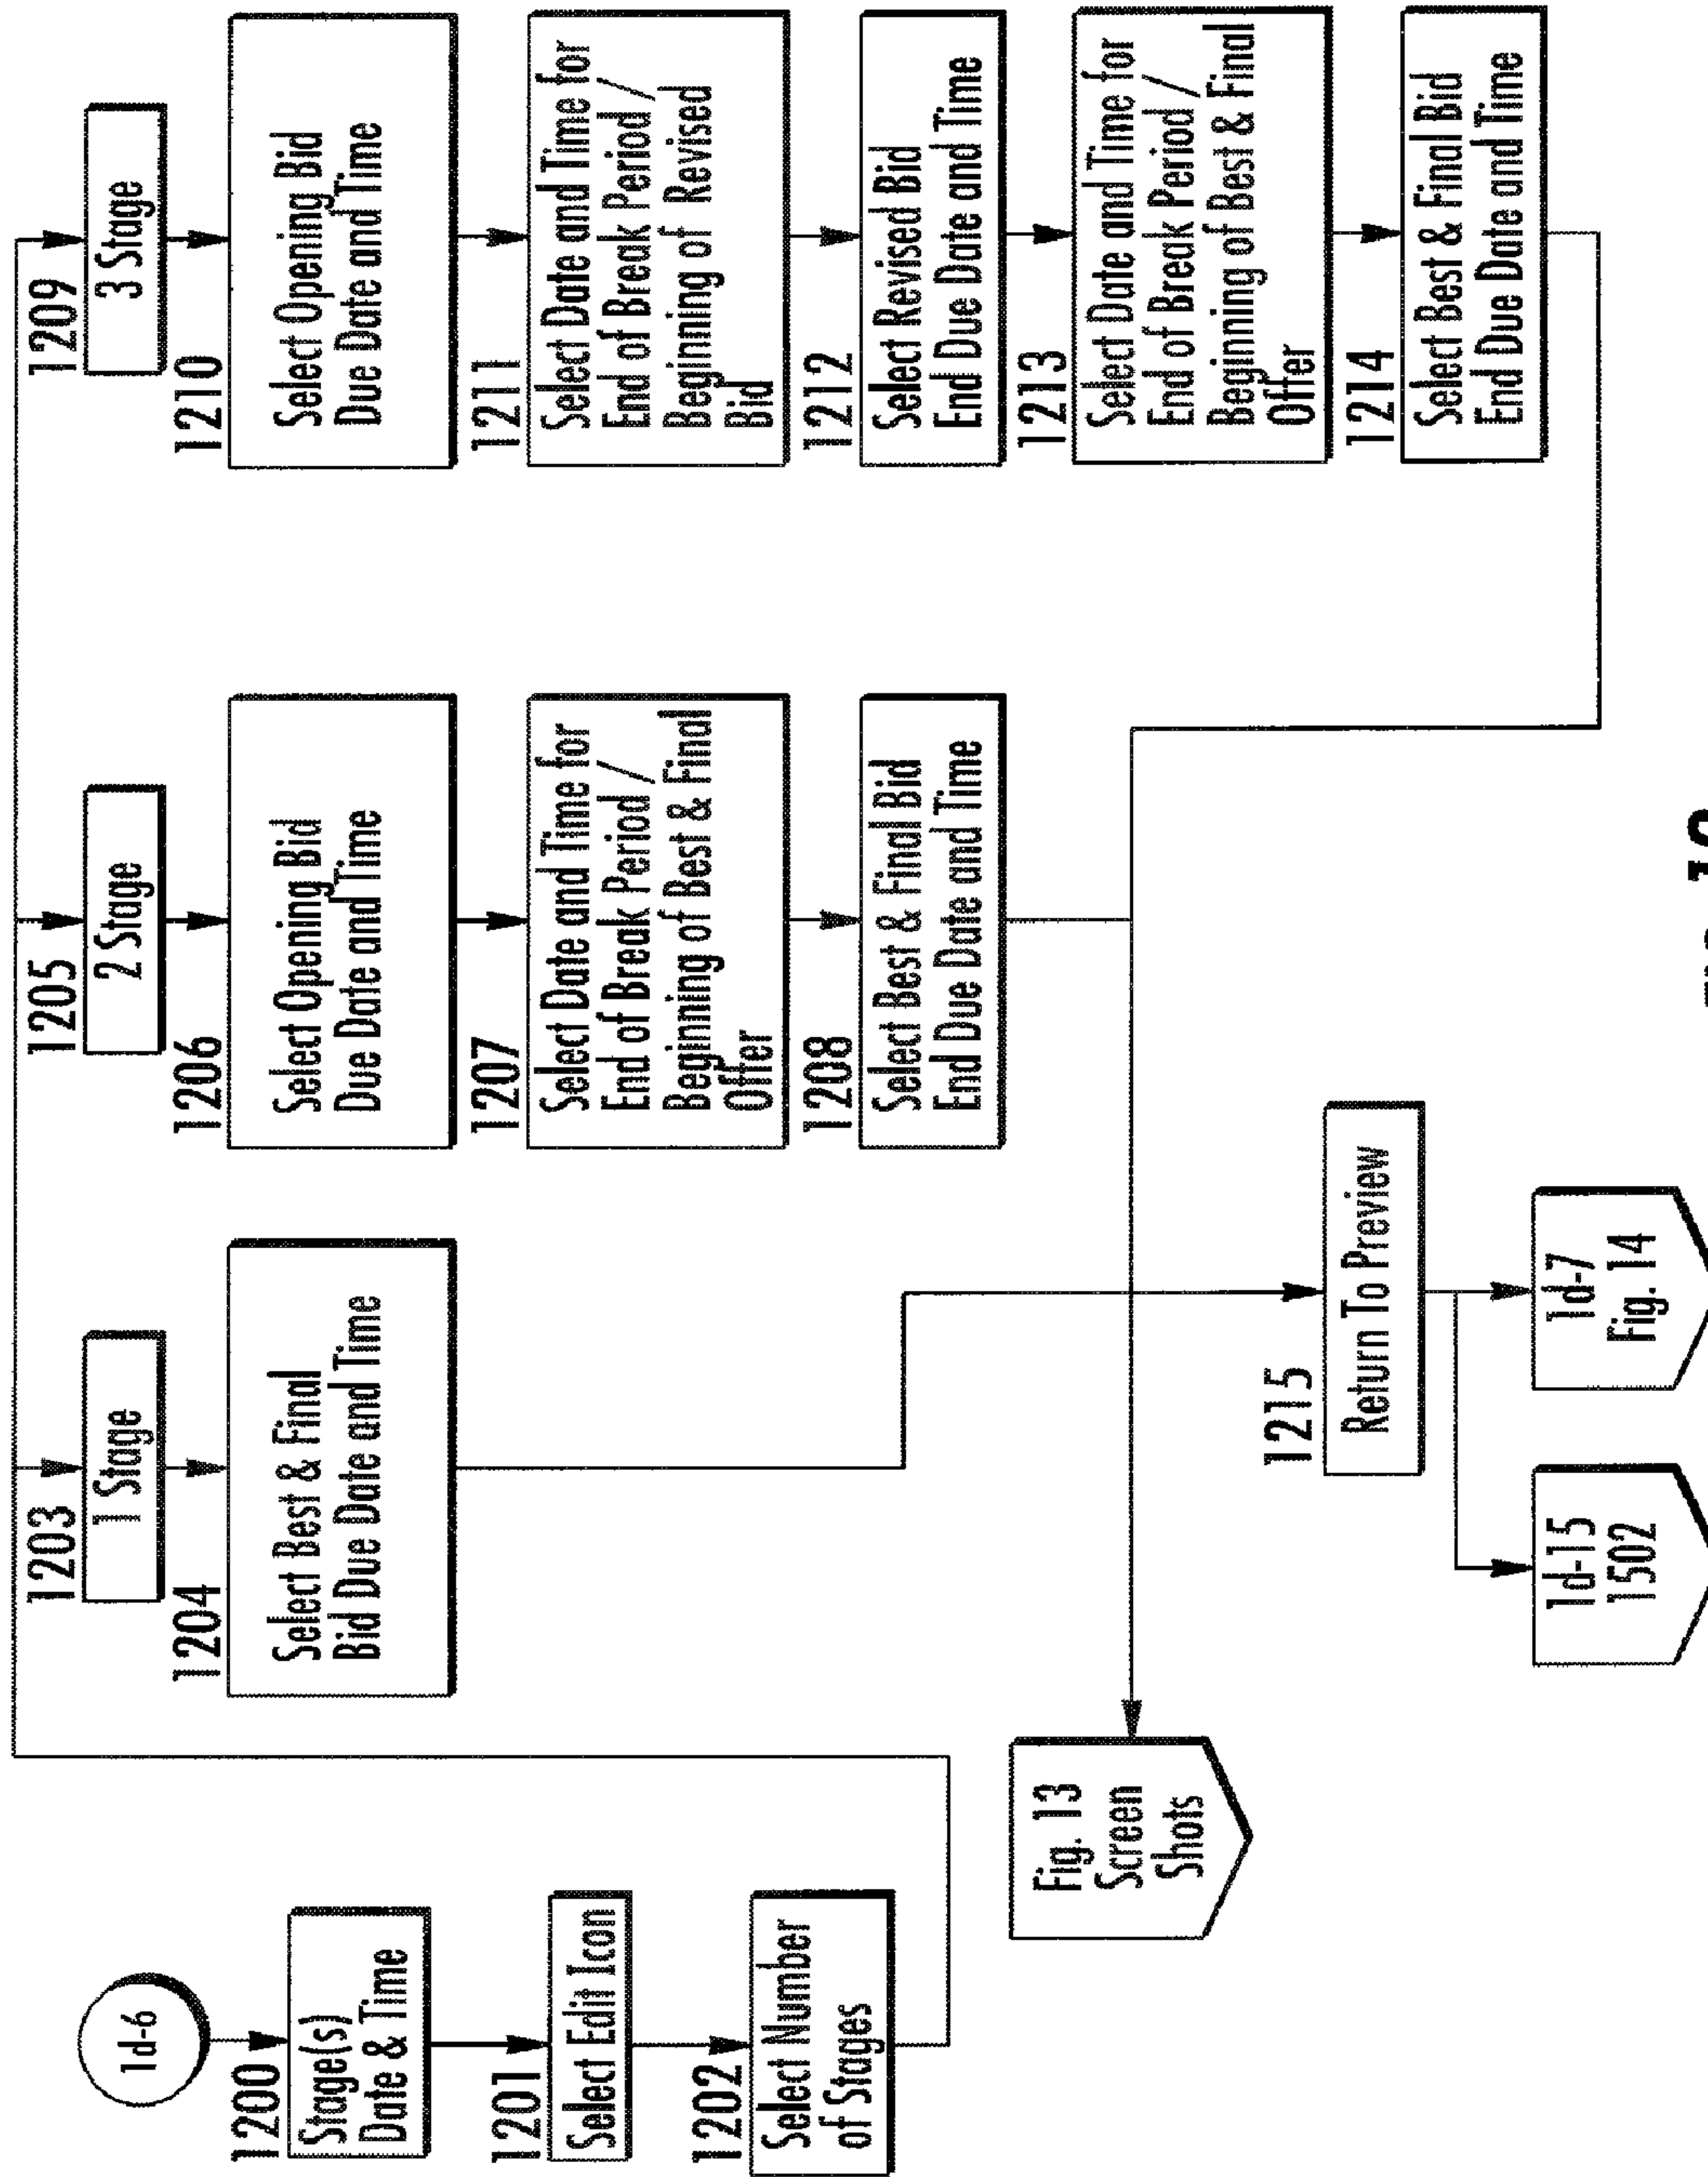 1d-6
1200
Stage(s)
Date & Time
1201
Select Edit Icon
1202
Select Number
of Stages
1203
1 Stage
1204
Select Best & Final
Bid Due Date and Time
1205
2 Stage
1206
Select Opening Bid
Due Date and Time
1207
Select Date and Time for
End of Break Period /
Beginning of Best & Final
Offer
1208
Select Best & Final Bid
End Due Date and Time
1209
3 Stage
1210
Select Opening Bid
Due Date and Time
1211
Select Date and Time for
End of Break Period /
Beginning of Revised
Bid
1212
Select Revised Bid
End Due Date and Time
1213
Select Date and Time for
End of Break Period /
Beginning of Best & Final
Offer
1214
Select Best & Final Bid
End Due Date and Time
Fig. 13
Screen
Shots
1215
Return To Preview
1d-15
1502
1d-7
Fig. 14